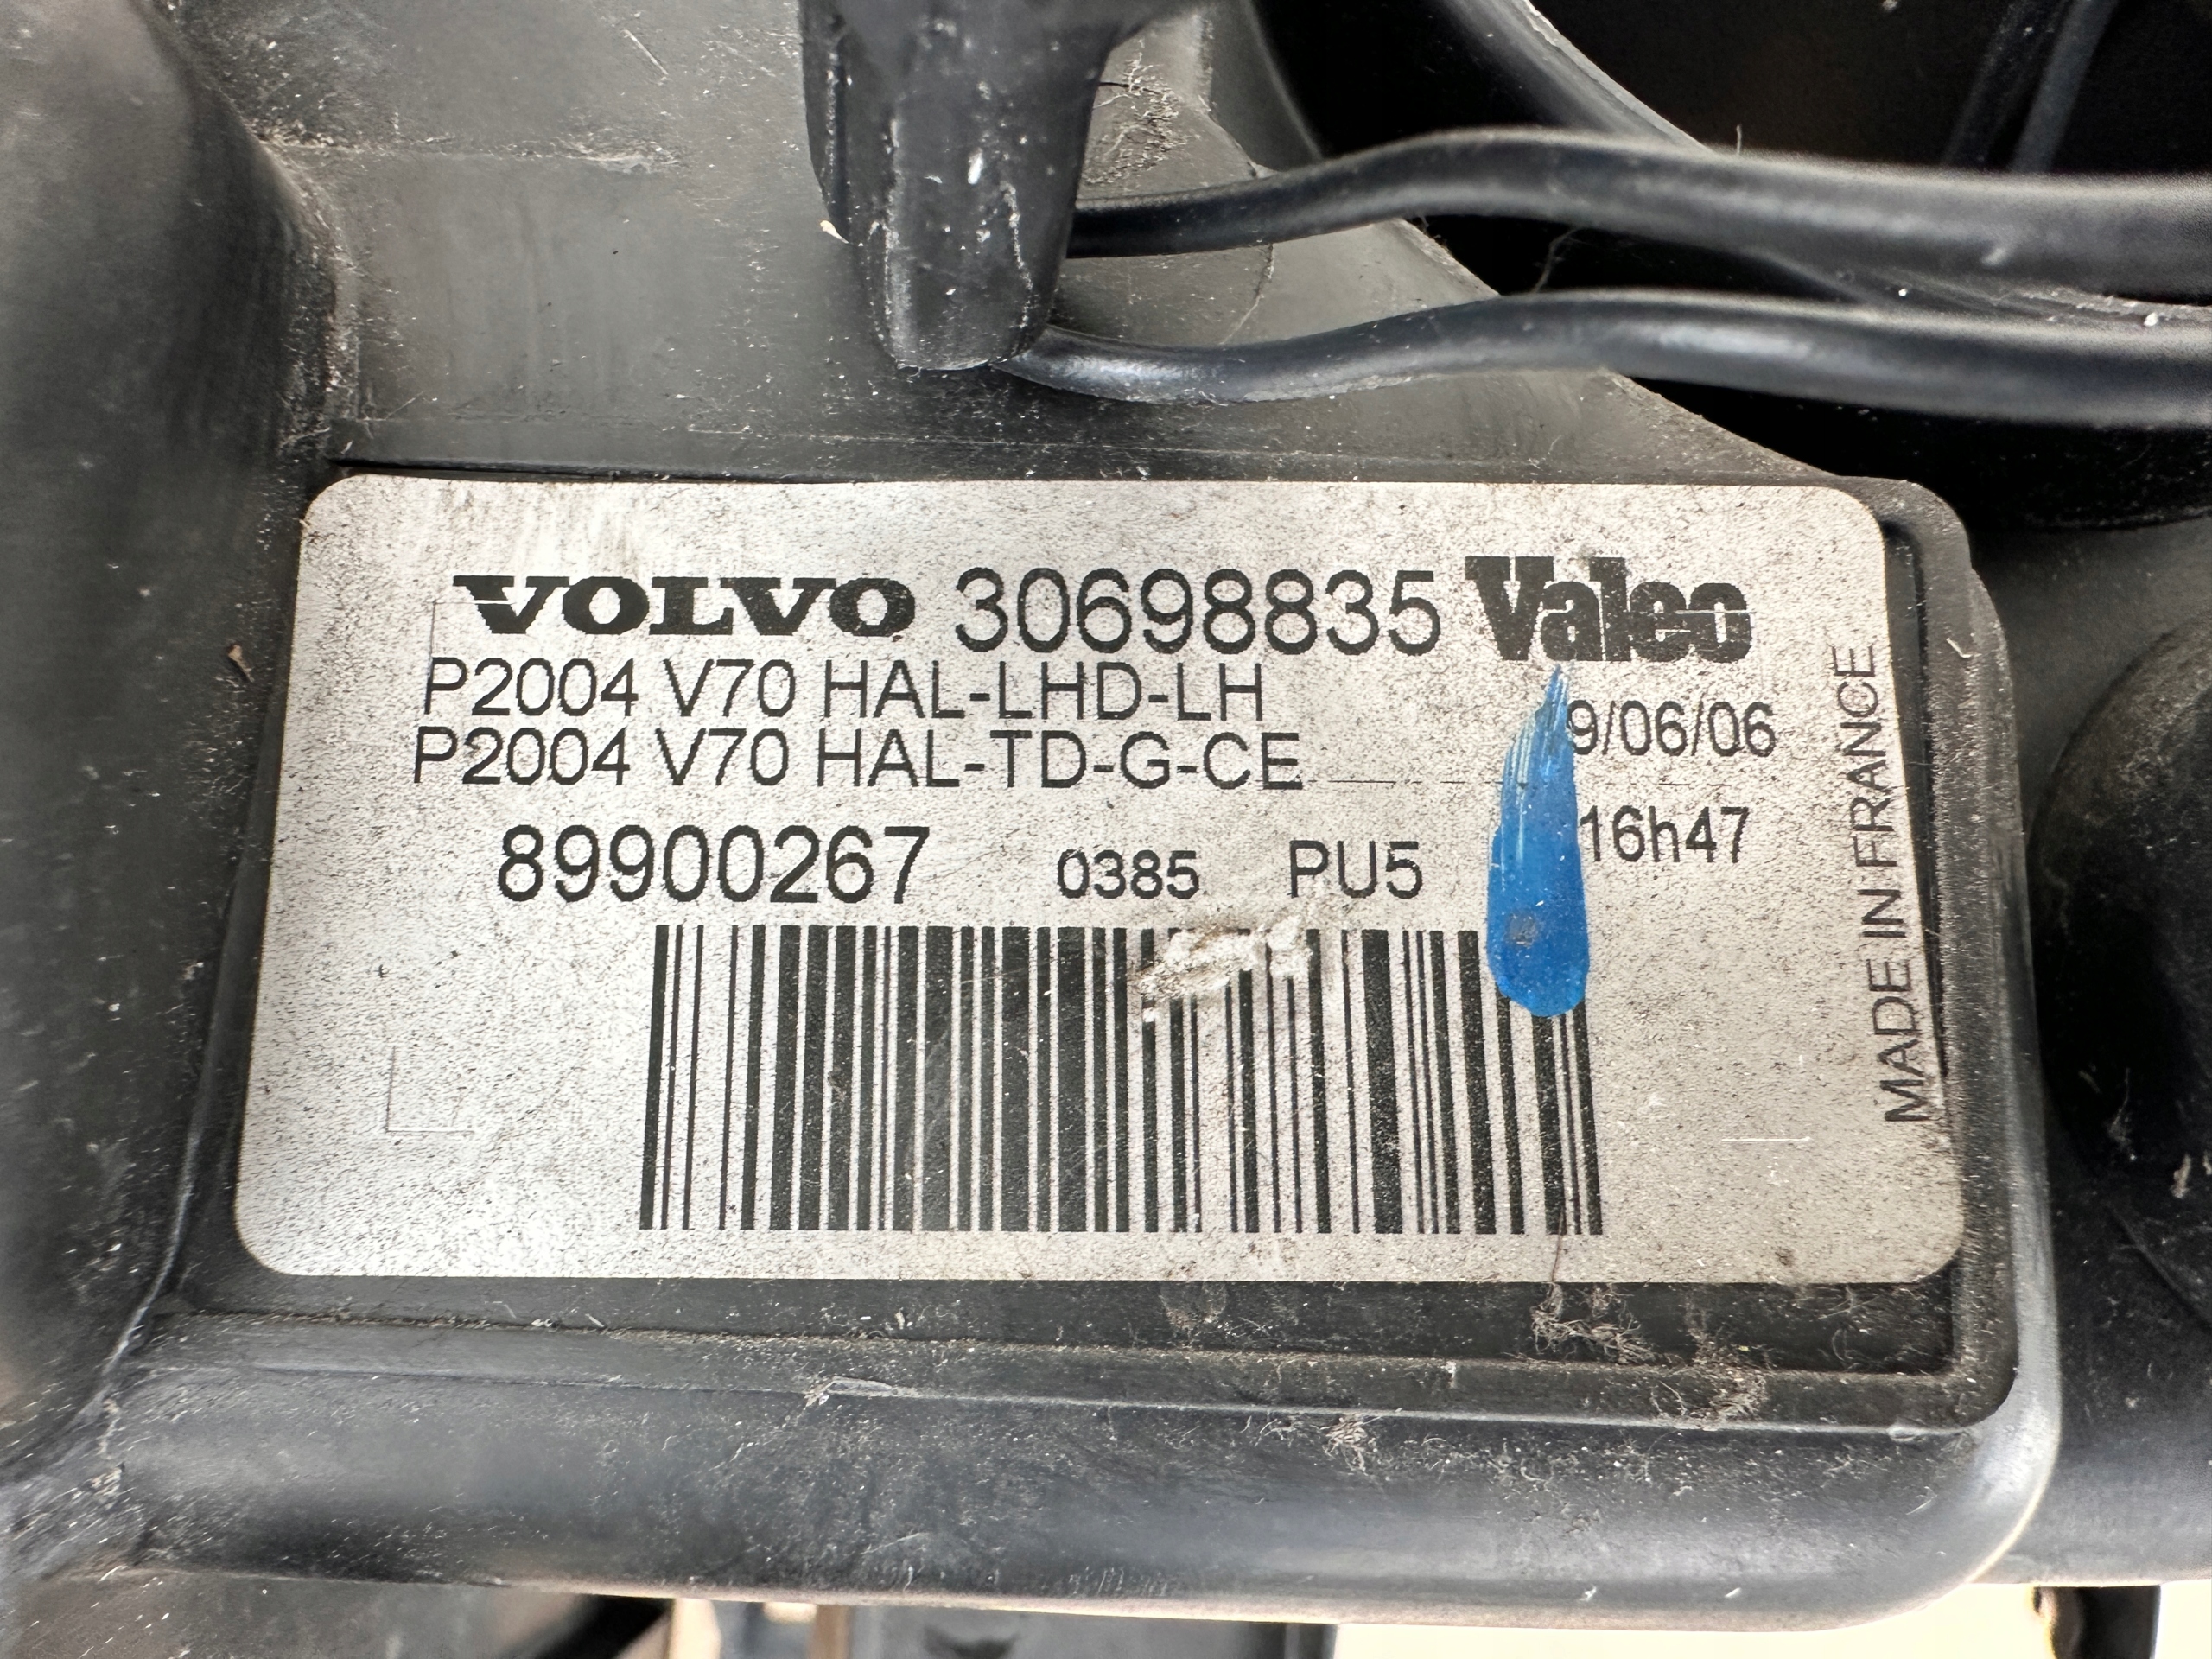 VOLVO 30698835 Valeo
P2004 V70 HAL-LHD-LH
9/06/06
P2004 V70 HAL-TD-G-CE
89900267 0385 PU5 16h47
MADE IN FRANCE